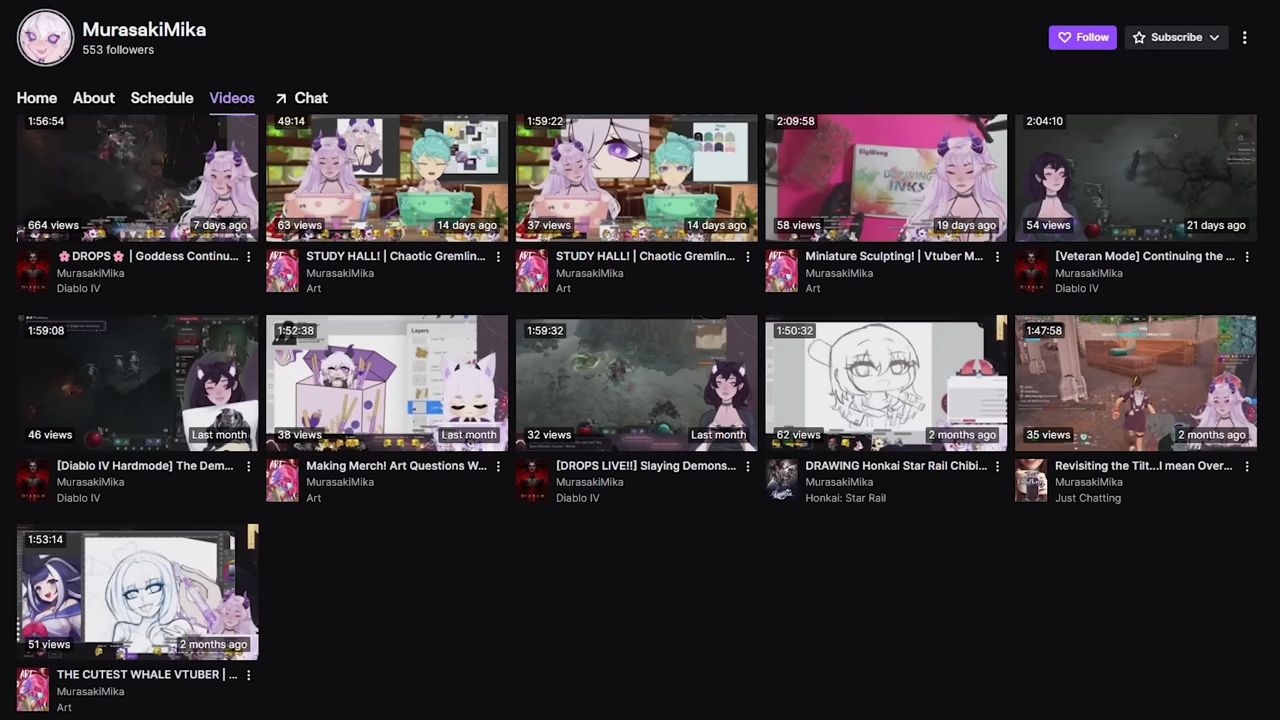 MurasakiMika
553 followers
Follow
Subscribe
Home
About
Schedule
Videos
Chat
1:56:54
664 views
7 days ago
🌸DROPS🌸 | Goddess Continu...
MurasakiMika
Diablo IV
49:14
63 views
14 days ago
STUDY HALL! | Chaotic Gremlin...
MurasakiMika
Art
1:59:22
37 views
14 days ago
STUDY HALL! | Chaotic Gremlin...
MurasakiMika
Art
2:09:58
DRAWING
INKS
58 views
19 days ago
Miniature Sculpting! | Vtuber M...
MurasakiMika
Art
2:04:10
54 views
21 days ago
[Veteran Mode] Continuing the ...
MurasakiMika
Diablo IV
1:59:08
46 views
Last month
[Diablo IV Hardmode] The Dem...
MurasakiMika
Diablo IV
1:52:38
Layers
38 views
Last month
Making Merch! Art Questions W...
MurasakiMika
Art
1:59:32
32 views
Last month
[DROPS LIVE!!] Slaying Demons...
MurasakiMika
Diablo IV
1:50:32
62 views
2 months ago
DRAWING Honkai Star Rail Chibi...
MurasakiMika
Honkai: Star Rail
1:47:58
35 views
2 months ago
Revisiting the Tilt...I mean Over...
MurasakiMika
Just Chatting
1:53:14
51 views
2 months ago
THE CUTEST WHALE VTUBER | ...
MurasakiMika
Art